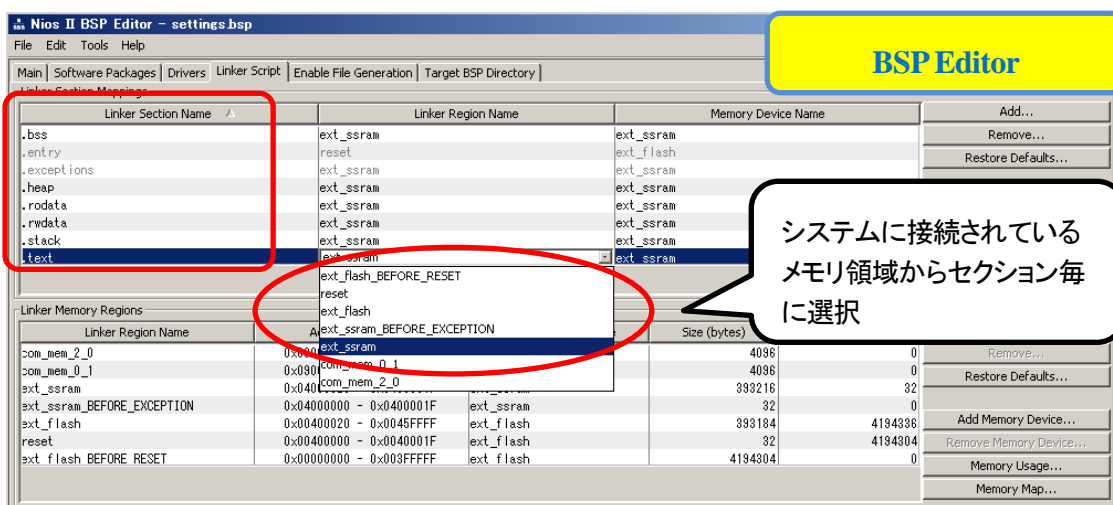 Nios II BSP Editor - settings.bsp
BSP Editor
File Edit Tools Help
Main Software Packages Drivers Linker Script Enable File Generation Target BSP Directory
Linker Section Mappings
Linker Section Name Linker Region Name Memory Device Name Add...
.bss ext_ssram ext_ssram Remove...
.entry reset ext_flash Restore Defaults...
.exceptions ext_ssram ext_ssram
.heap ext_ssram ext_ssram
.rodata ext_ssram ext_ssram
.rwdata ext_ssram ext_ssram
.stack ext_ssram ext_ssram
.text ext_ssram ext_ssram
システムに接続されている
メモリ領域からセクション毎
に選択
ext_flash_BEFORE_RESET
reset
ext_flash
ext_ssram_BEFORE_EXCEPTION
ext_ssram
com_mem_0_1
com_mem_2_0
Linker Memory Regions
Linker Region Name Size (bytes)
com_mem_2_0 4096 0 Remove...
com_mem_0_1 4096 0 Restore Defaults...
ext_ssram 393216 32
ext_ssram_BEFORE_EXCEPTION 0x04000000 - 0x0400001F ext_ssram 32 0
ext_flash 0x00400020 - 0x0045FFFF ext_flash 393184 4194336 Add Memory Device...
reset 0x00400000 - 0x0040001F ext_flash 32 4194304 Remove Memory Device...
ext_flash_BEFORE_RESET 0x00000000 - 0x003FFFFF ext_flash 4194304 0 Memory Usage...
Memory Map...